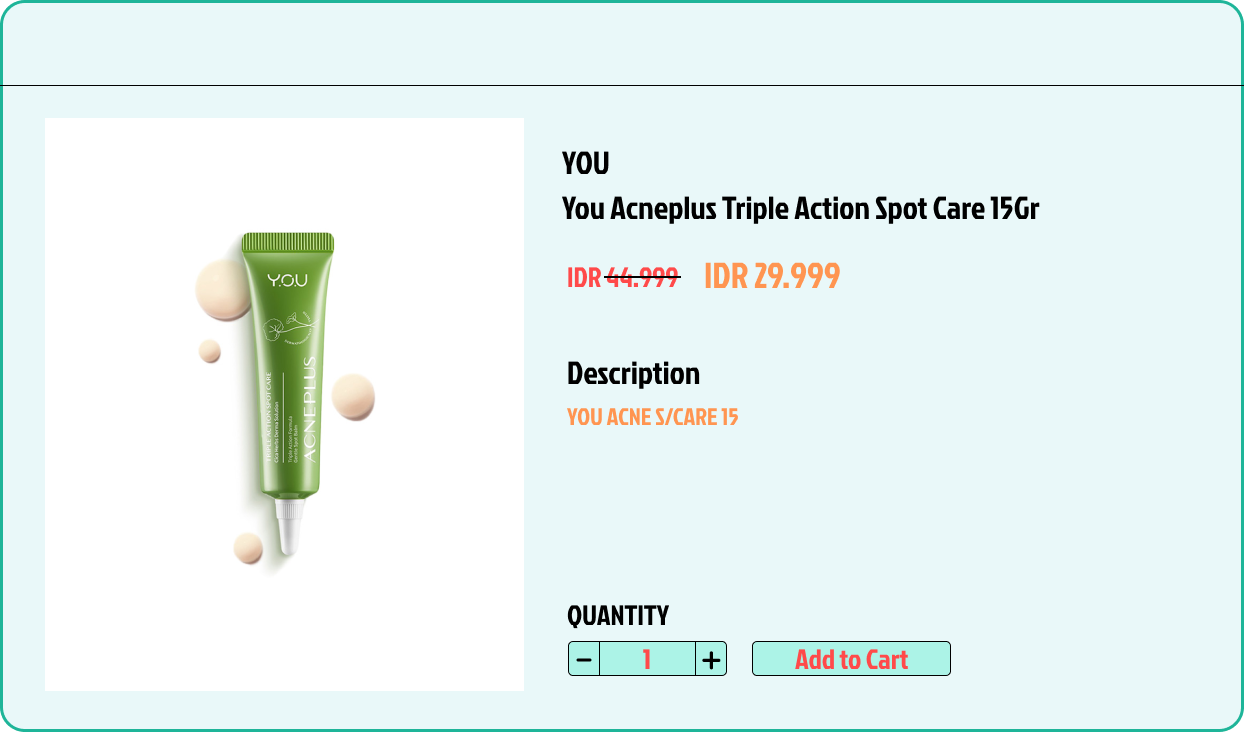 YOU
You Acneplus Triple Action Spot Care 15Gr
IDR 44.999 IDR 29.999
Description
YOU ACNE S/CARE 15
QUANTITY
− 1 + Add to Cart
Y.O.U
TRIPLE ACTION SPOT CARE
Triple Action Formula
ACNEPLUS